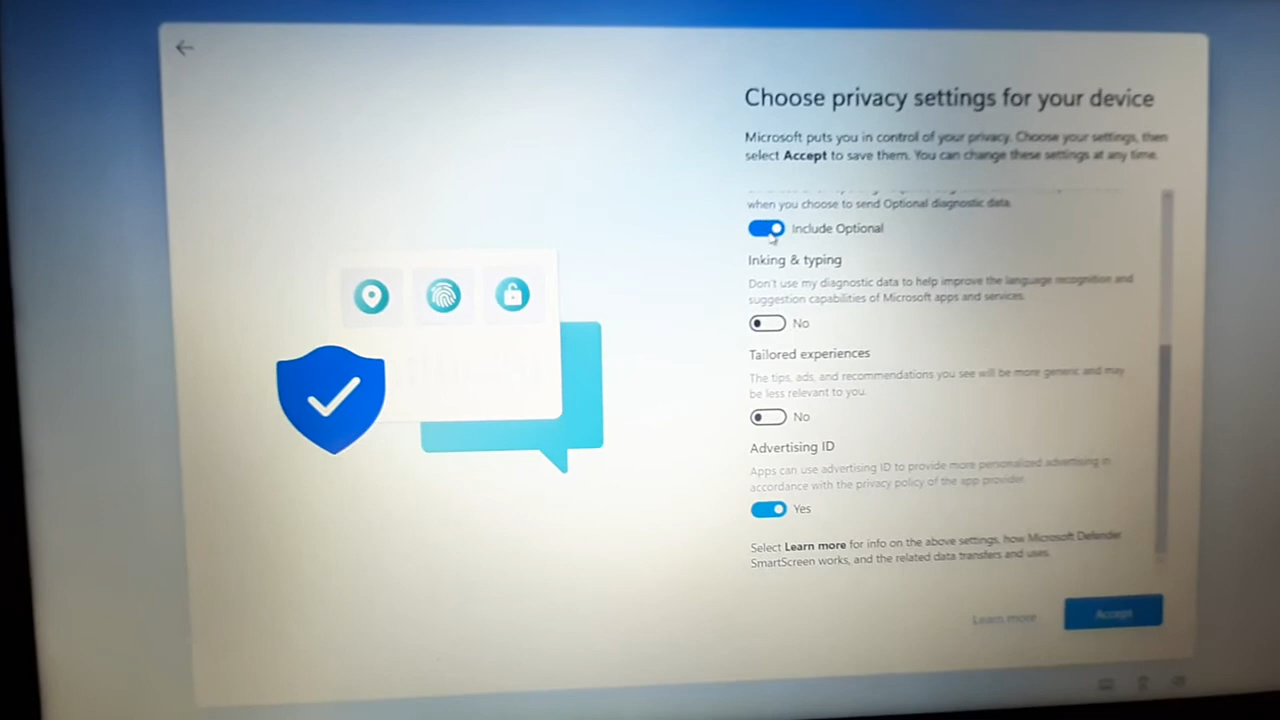 Choose privacy settings for your device
Microsoft puts you in control of your privacy. Choose your settings, then
select Accept to save them. You can change these settings at any time.
when you choose to send Optional diagnostic data.
Include Optional
Inking & typing
Don't use my diagnostic data to help improve the language recognition and
suggestion capabilities of Microsoft apps and services.
No
Tailored experiences
The tips, ads, and recommendations you see will be more generic and may
be less relevant to you.
No
Advertising ID
Apps can use advertising ID to provide more personalized advertising in
accordance with the privacy policy of the app provider.
Yes
Select Learn more for info on the above settings, how Microsoft Defender
SmartScreen works, and the related data transfers and uses.
Learn more
Accept